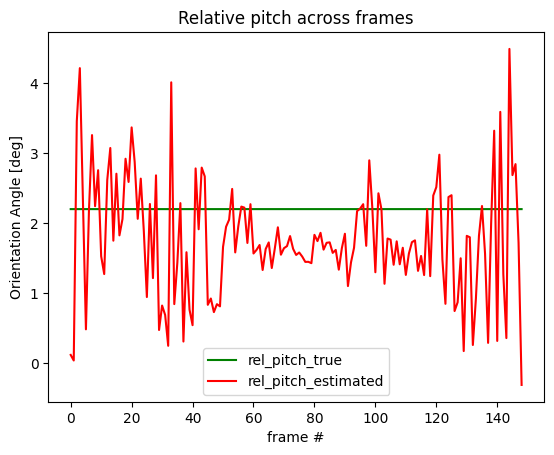 Relative pitch across frames
Orientation Angle [deg]
4
3
2
1
0
rel_pitch_true
rel_pitch_estimated
0 20 40 60 80 100 120 140
frame #